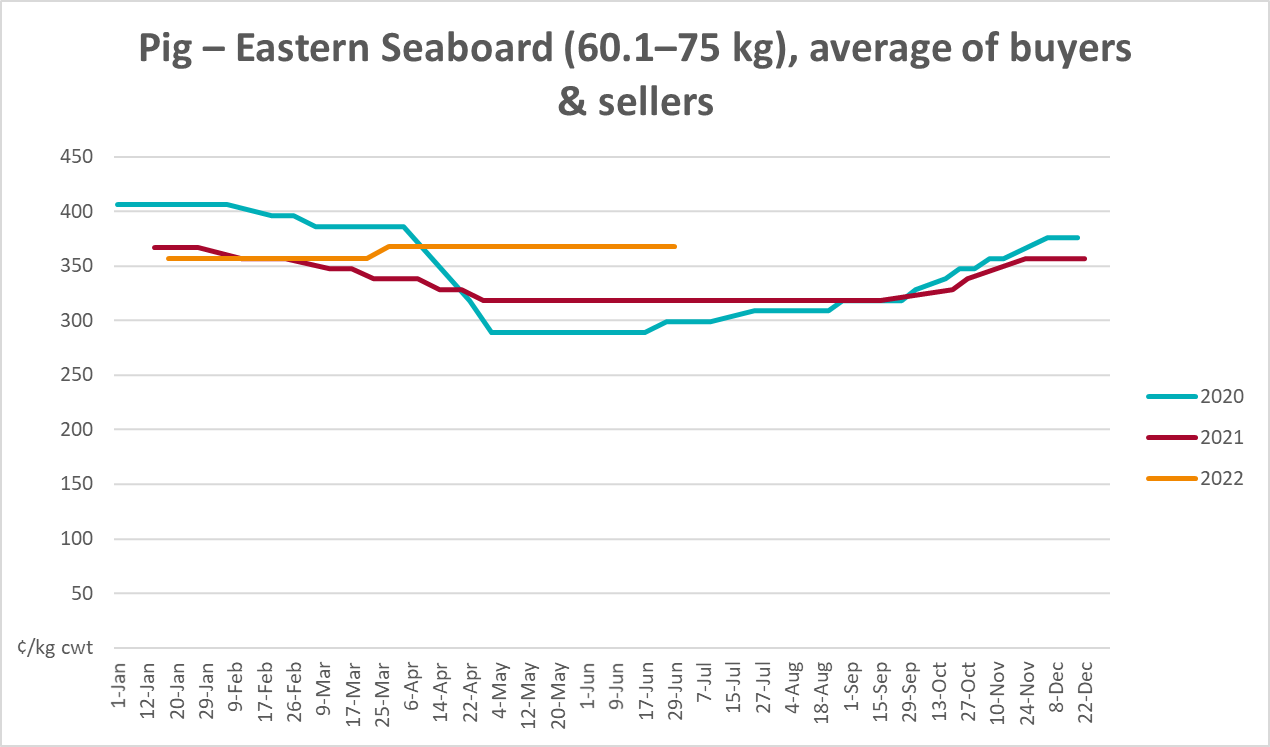 Pig – Eastern Seaboard (60.1–75 kg), average of buyers
& sellers
450
400
350
300
250
200
150
100
50
¢/kg cwt
1-Jan
12-Jan
20-Jan
29-Jan
9-Feb
17-Feb
26-Feb
9-Mar
17-Mar
25-Mar
6-Apr
14-Apr
22-Apr
4-May
12-May
20-May
1-Jun
9-Jun
17-Jun
29-Jun
7-Jul
15-Jul
27-Jul
4-Aug
18-Aug
1-Sep
15-Sep
29-Sep
13-Oct
27-Oct
10-Nov
24-Nov
8-Dec
22-Dec
2020
2021
2022